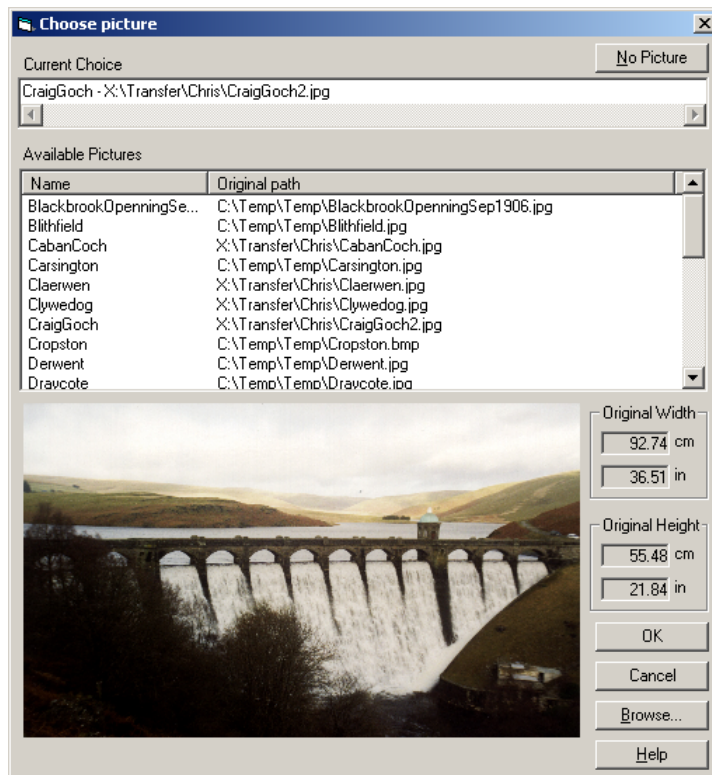 Choose picture
Current Choice
No Picture
CraigGoch - X:\Transfer\Chris\CraigGoch2.jpg
Available Pictures
Name Original path
BlackbrookOpenningSe... C:\Temp\Temp\BlackbrookOpenningSep1906.jpg
Blithfield C:\Temp\Temp\Blithfield.jpg
CabanCoch X:\Transfer\Chris\CabanCoch.jpg
Carsington C:\Temp\Temp\Carsington.jpg
Claerwen X:\Transfer\Chris\Claerwen.jpg
Clywedog X:\Transfer\Chris\Clywedog.jpg
CraigGoch X:\Transfer\Chris\CraigGoch2.jpg
Cropston C:\Temp\Temp\Cropston.bmp
Derwent C:\Temp\Temp\Derwent.jpg
Draycote C:\Temp\Temp\Draycote.jpg
Original Width
92.74 cm
36.51 in
Original Height
55.48 cm
21.84 in
OK
Cancel
Browse...
Help